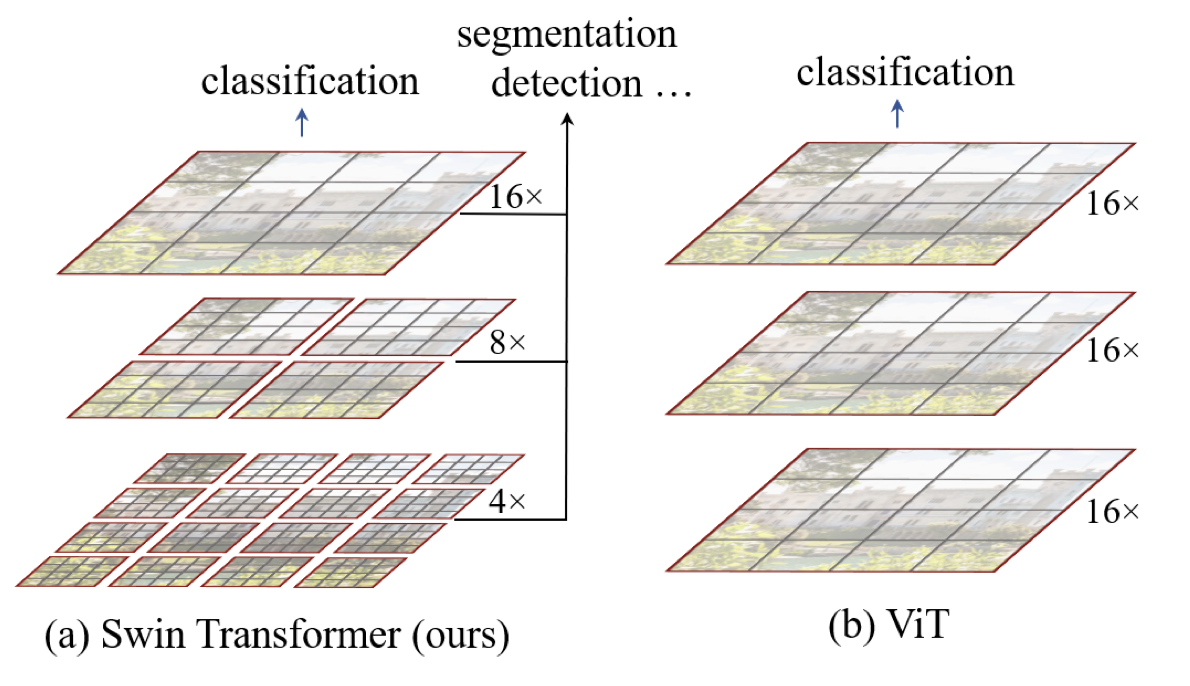 segmentation
detection …
classification
16×
8×
4×
(a) Swin Transformer (ours)
classification
16×
16×
16×
(b) ViT